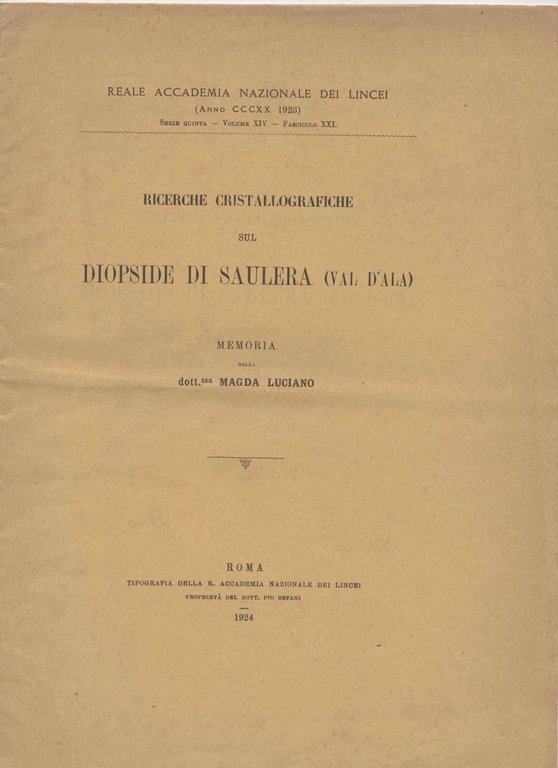 REALE ACCADEMIA NAZIONALE DEI LINCEI
(ANNO CCCXX 1923)
SERIE QUINTA — VOLUME XIV — FASCICOLO XXI.
RICERCHE CRISTALLOGRAFICHE
SUL
DIOPSIDE DI SAULERA (VAL D'ALA)
MEMORIA
DELLA
dott.ssa MAGDA LUCIANO
ROMA
TIPOGRAFIA DELLA R. ACCADEMIA NAZIONALE DEI LINCEI
PROPRIETÀ DEL DOTT. PIO BEFANI
1924